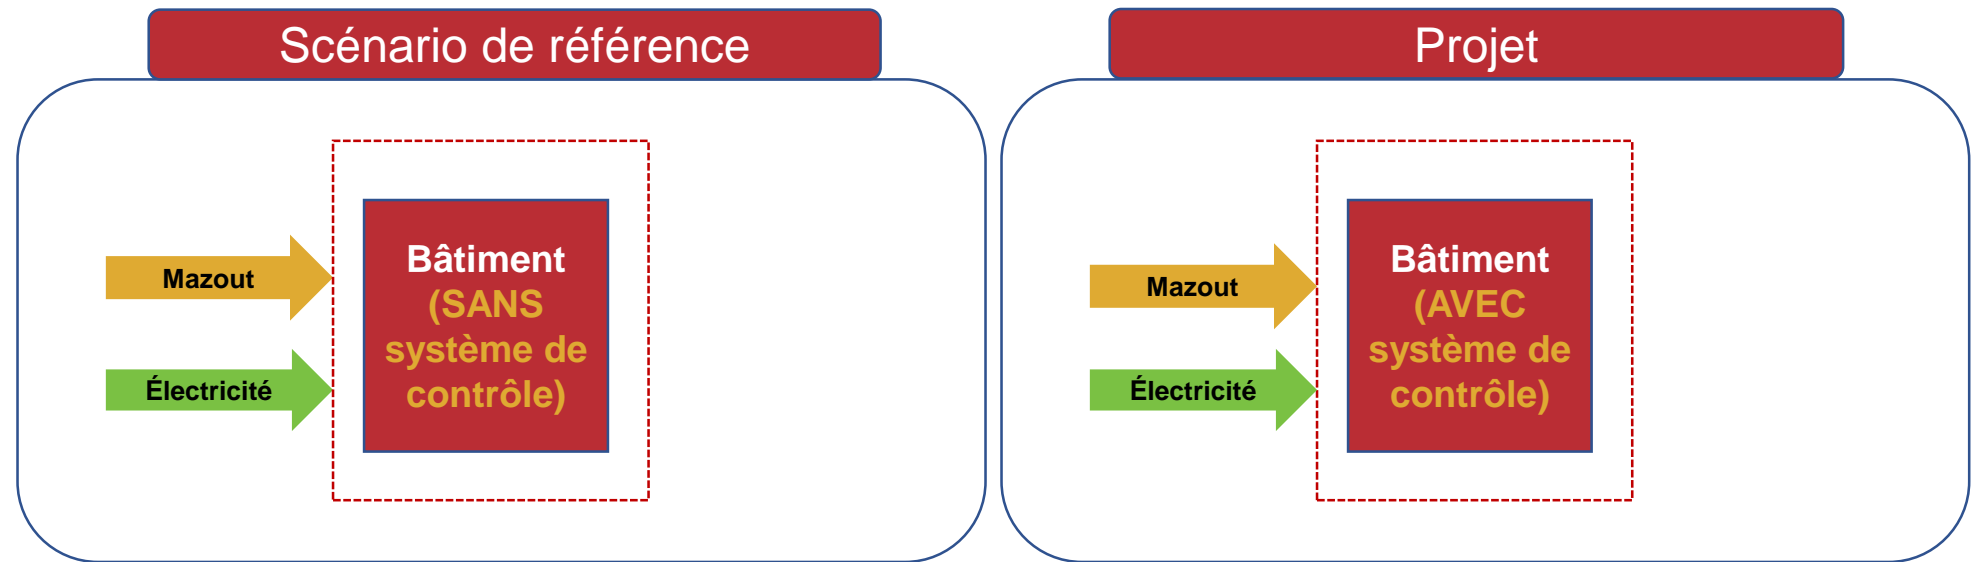 Scénario de référence
Mazout
Électricité
Bâtiment
(SANS
système de
contrôle)
Projet
Mazout
Électricité
Bâtiment
(AVEC
système de
contrôle)